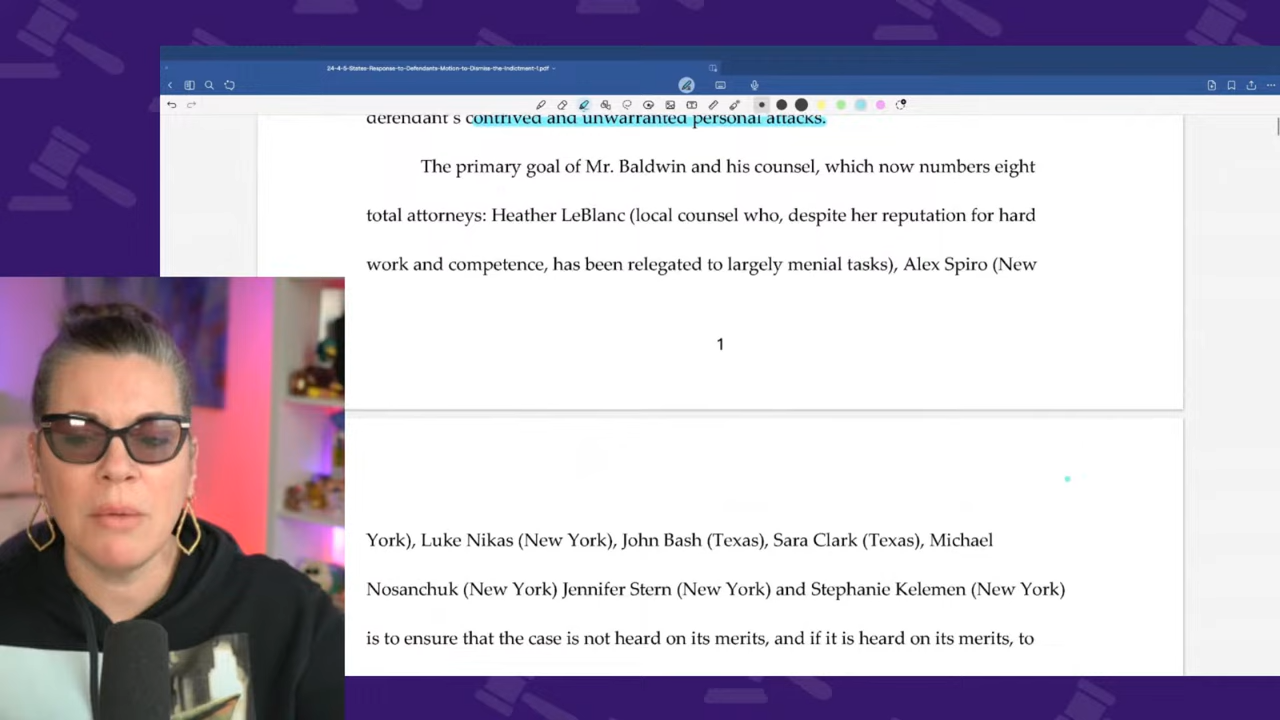 24-4-5-States-Response-to-Defendants-Motion-to-Dismiss-the-Indictment-1.pdf
defendant's contrived and unwarranted personal attacks.
The primary goal of Mr. Baldwin and his counsel, which now numbers eight
total attorneys: Heather LeBlanc (local counsel who, despite her reputation for hard
work and competence, has been relegated to largely menial tasks), Alex Spiro (New
1
York), Luke Nikas (New York), John Bash (Texas), Sara Clark (Texas), Michael
Nosanchuk (New York) Jennifer Stern (New York) and Stephanie Kelemen (New York)
is to ensure that the case is not heard on its merits, and if it is heard on its merits, to